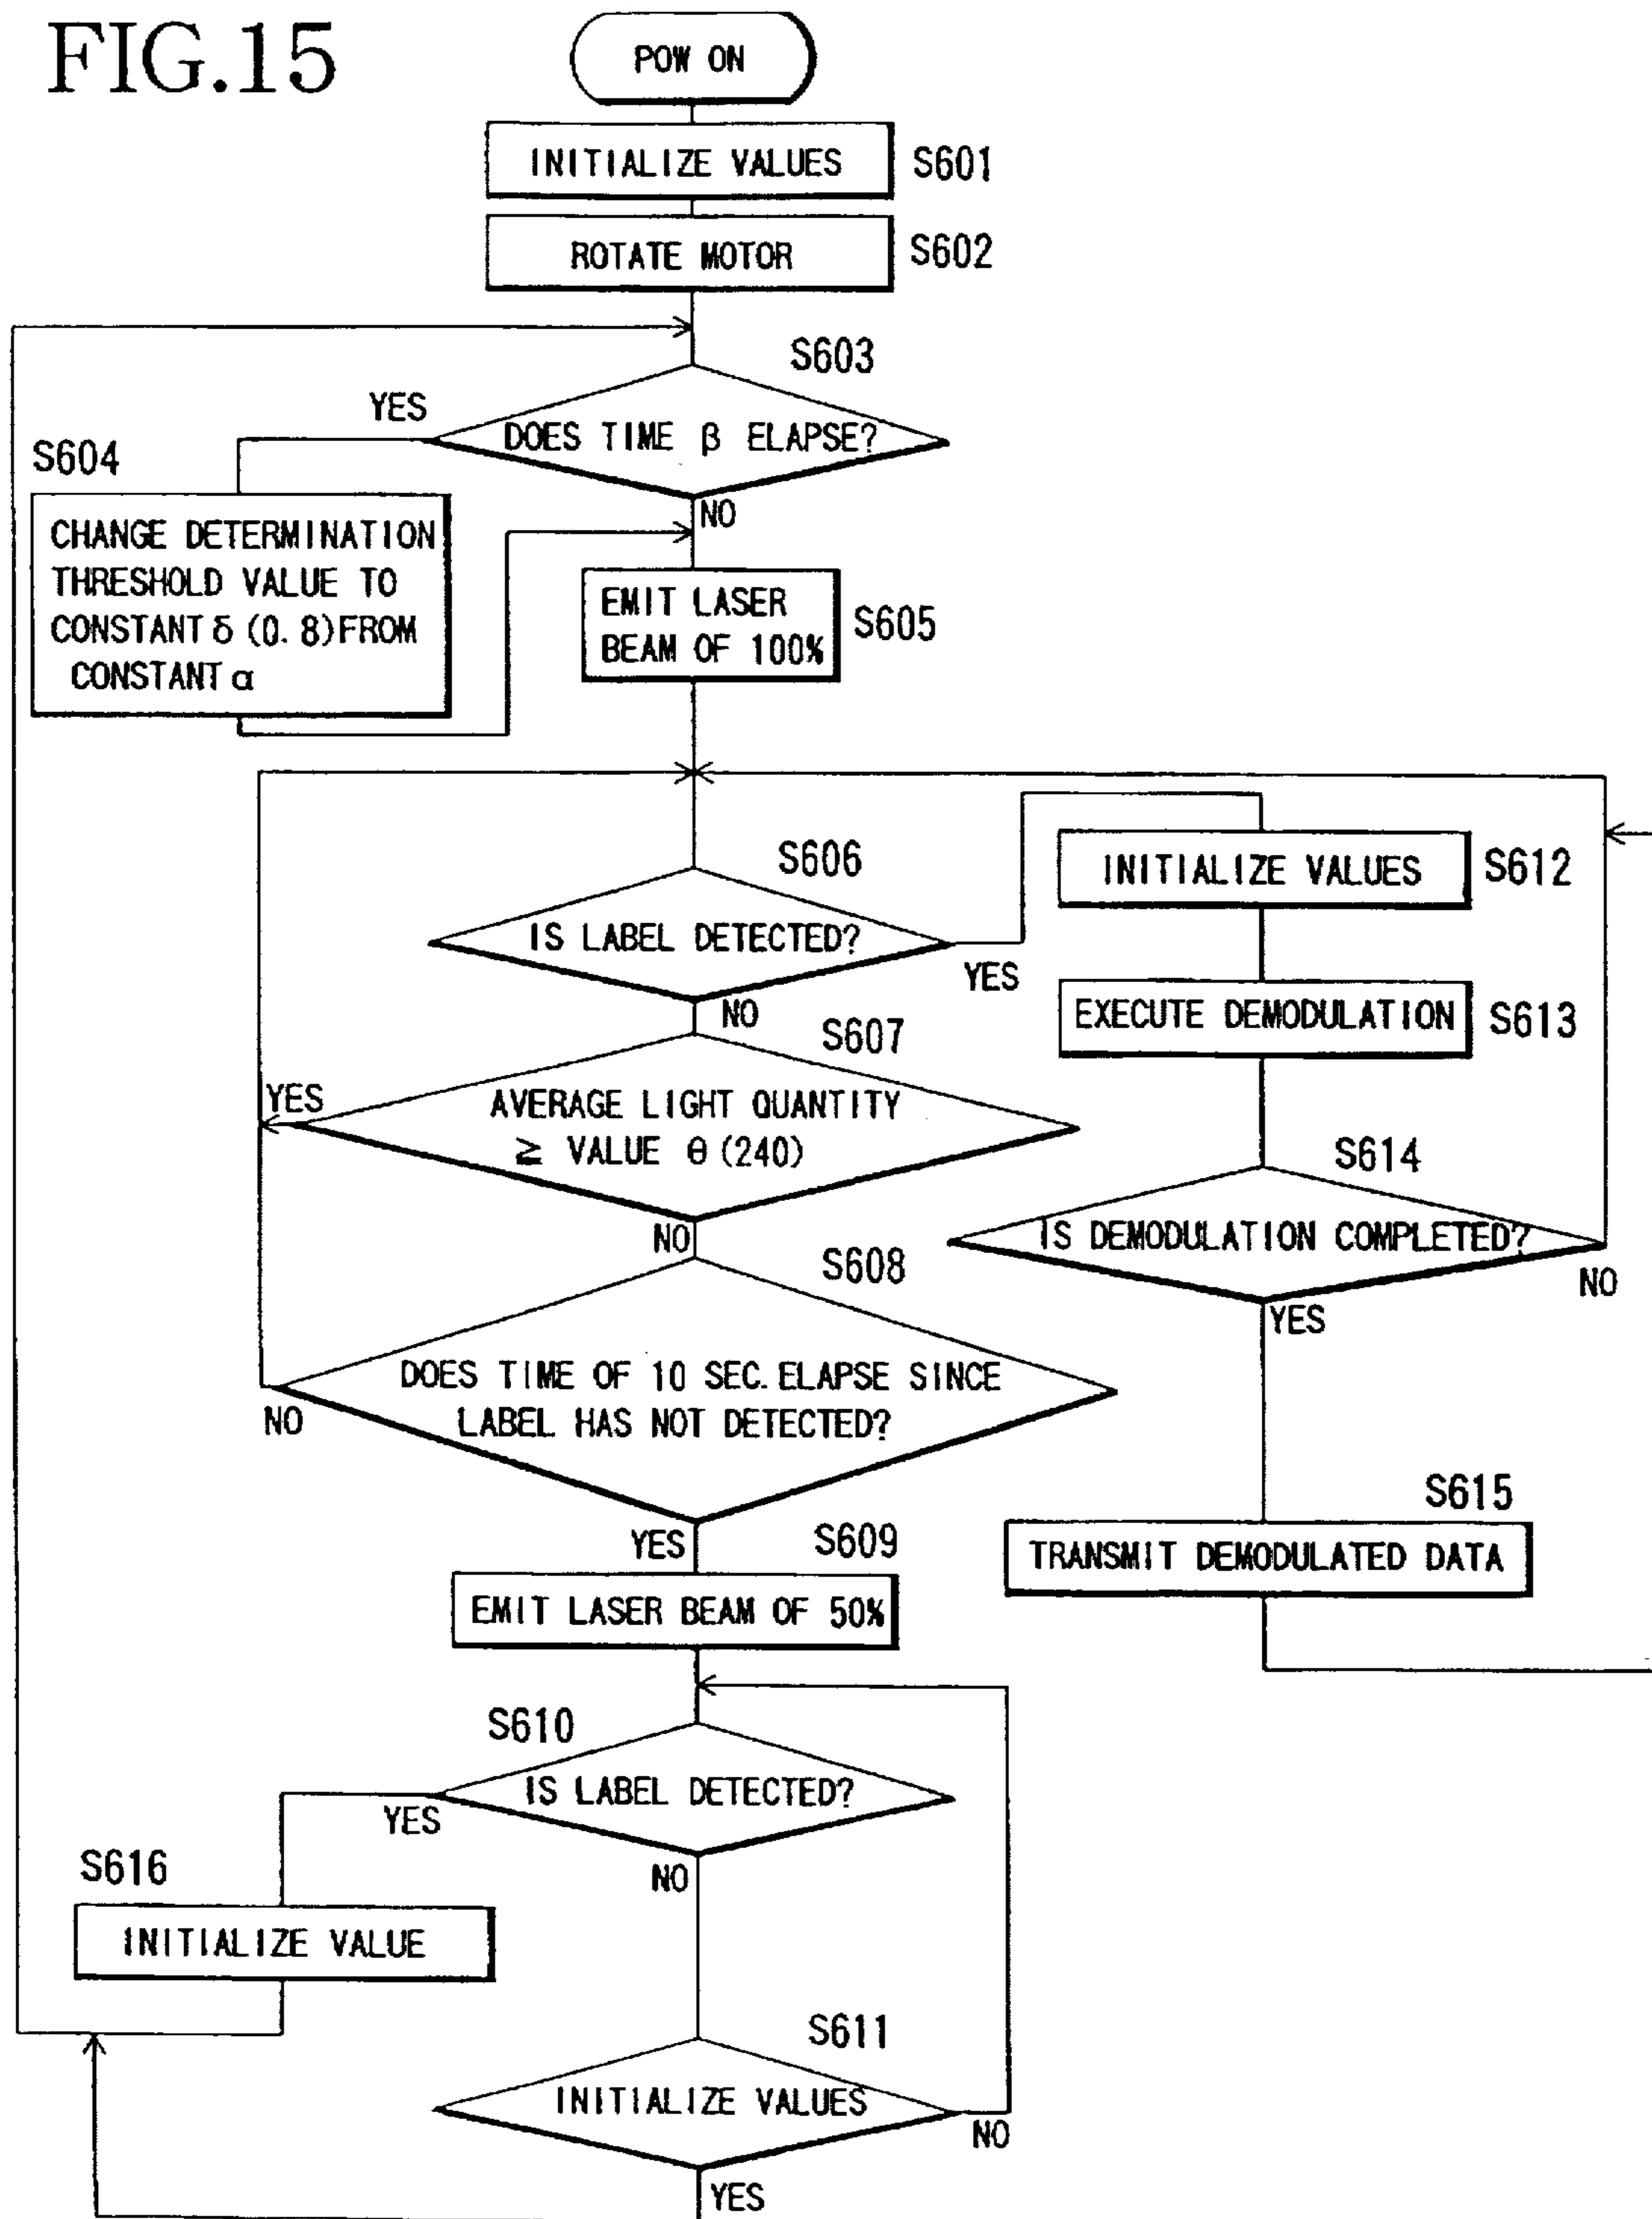 FIG.15
POW ON
INITIALIZE VALUES
S601
ROTATE MOTOR
S602
S603
YES
DOES TIME β ELAPSE?
S604
NO
CHANGE DETERMINATION
THRESHOLD VALUE TO
CONSTANT δ (0.8) FROM
CONSTANT α
EMIT LASER
BEAM OF 100%
S605
S606
IS LABEL DETECTED?
YES
NO
INITIALIZE VALUES
S612
EXECUTE DEMODULATION
S613
S607
YES
AVERAGE LIGHT QUANTITY
≧ VALUE θ (240)
NO
S614
IS DEMODULATION COMPLETED?
NO
YES
S608
DOES TIME OF 10 SEC. ELAPSE SINCE
LABEL HAS NOT DETECTED?
NO
YES
S615
TRANSMIT DEMODULATED DATA
S609
EMIT LASER BEAM OF 50%
S610
IS LABEL DETECTED?
YES
NO
S616
INITIALIZE VALUE
S611
INITIALIZE VALUES
NO
YES